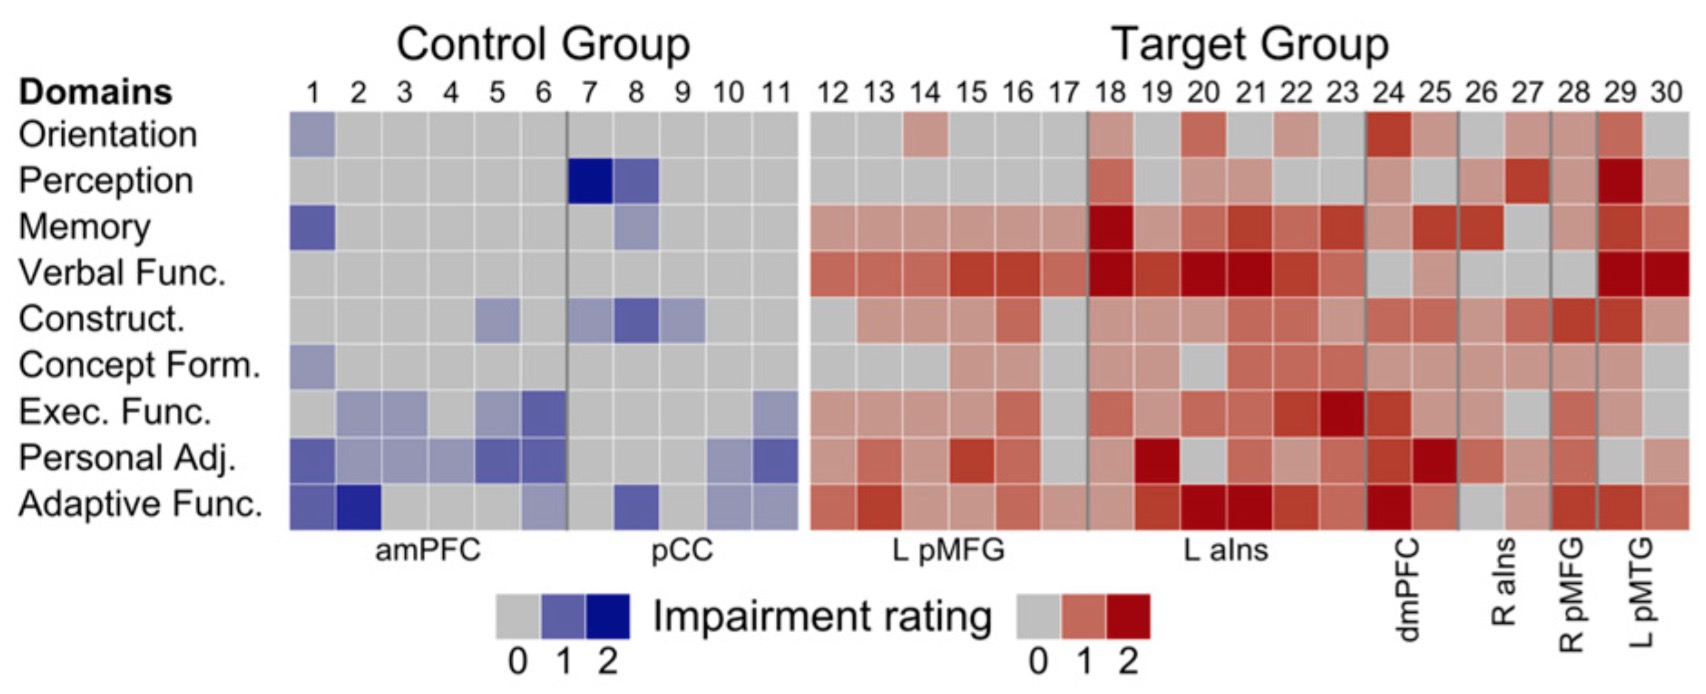 Control Group Target Group
Domains 1 2 3 4 5 6 7 8 9 10 11 12 13 14 15 16 17 18 19 20 21 22 23 24 25 26 27 28 29 30
Orientation
Perception
Memory
Verbal Func.
Construct.
Concept Form.
Exec. Func.
Personal Adj.
Adaptive Func.
amPFC pCC L pMFG L aIns dmPFC R aIns R pMFG L pMTG
Impairment rating
0 1 2 0 1 2